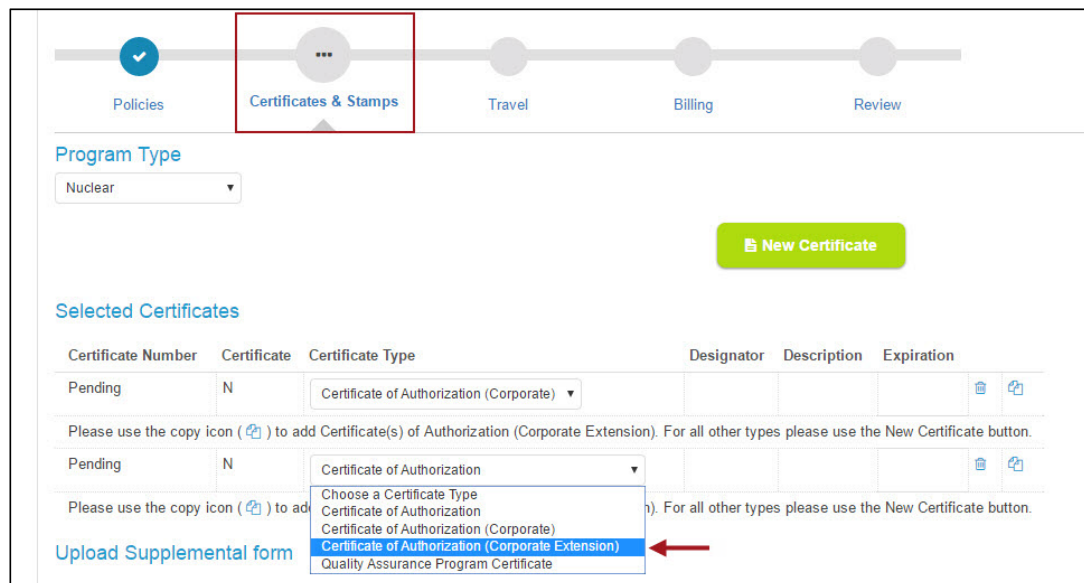 Policies
Certificates & Stamps
Travel
Billing
Review
Program Type
Nuclear
New Certificate
Selected Certificates
Certificate Number Certificate Certificate Type Designator Description Expiration
Pending N Certificate of Authorization (Corporate)
Please use the copy icon ( ) to add Certificate(s) of Authorization (Corporate Extension). For all other types please use the New Certificate button.
Pending N Certificate of Authorization
Choose a Certificate Type
Please use the copy icon ( ) to ad n). For all other types please use the New Certificate button.
Certificate of Authorization
Certificate of Authorization (Corporate)
Certificate of Authorization (Corporate Extension)
Quality Assurance Program Certificate
Upload Supplemental form